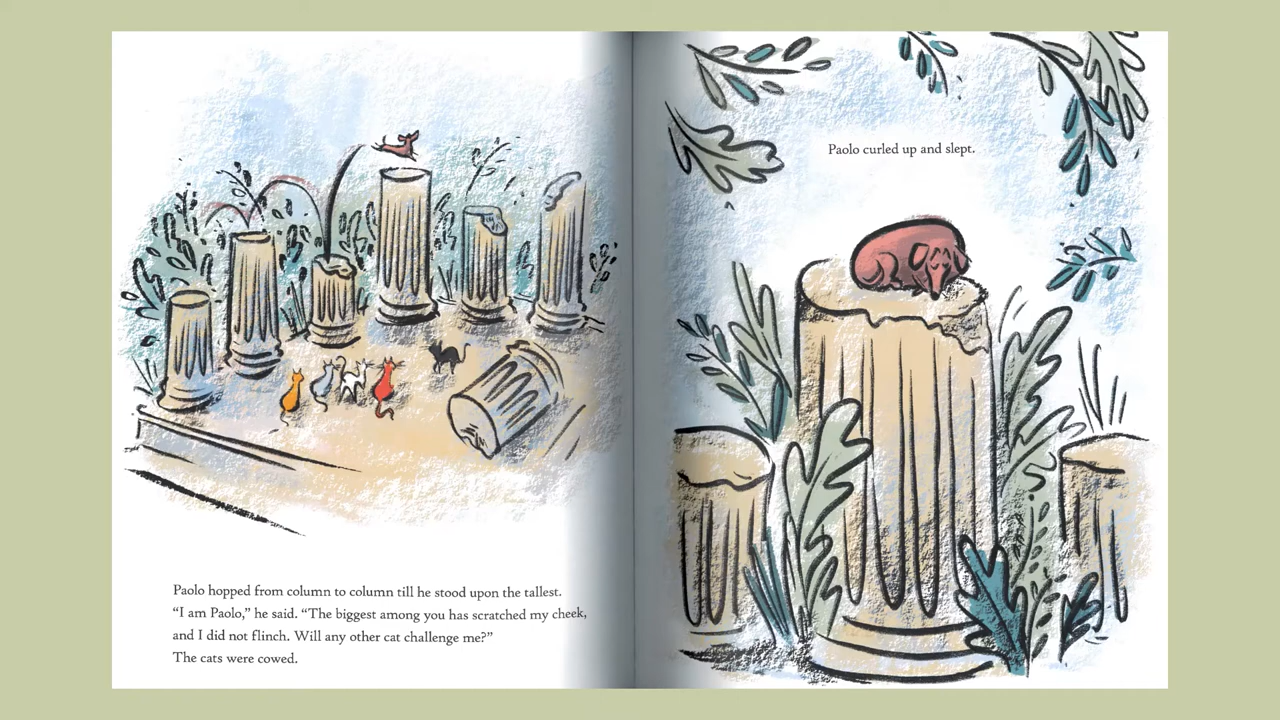 Paolo hopped from column to column till he stood upon the tallest.
“I am Paolo,” he said. “The biggest among you has scratched my cheek,
and I did not flinch. Will any other cat challenge me?”
The cats were cowed.
Paolo curled up and slept.